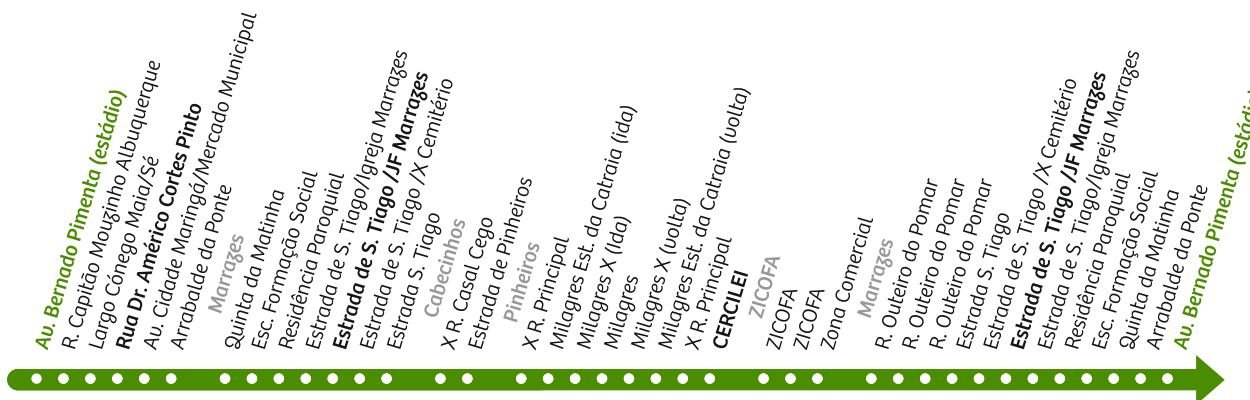 Av. Bernado Pimenta (estádio)
R. Capitão Mouzinho Albuquerque
Largo Cónego Maia/Sé
Rua Dr. Américo Cortes Pinto
Av. Cidade Maringá/Mercado Municipal
Arrabalde da Ponte
Marrazes
Quinta da Matinha
Esc. Formação Social
Residência Paroquial
Estrada de S. Tiago/Igreja Marrazes
Estrada de S. Tiago /JF Marrazes
Estrada de S. Tiago /X Cemitério
Estrada S. Tiago
Cabecinhos
X R. Casal Cego
Estrada de Pinheiros
Pinheiros
X R. Principal
Milagres Est. da Catraia (ida)
Milagres X (Ida)
Milagres
Milagres X (volta)
Milagres Est. da Catraia (volta)
X R. Principal
CERCILEI
ZICOFA
ZICOFA
ZICOFA
Zona Comercial
Marrazes
R. Outeiro do Pomar
R. Outeiro do Pomar
R. Outeiro do Pomar
Estrada S. Tiago
Estrada de S. Tiago /X Cemitério
Estrada de S. Tiago /JF Marrazes
Estrada de S. Tiago/Igreja Marrazes
Residência Paroquial
Esc. Formação Social
Quinta da Matinha
Arrabalde da Ponte
Av. Bernado Pimenta (estádio